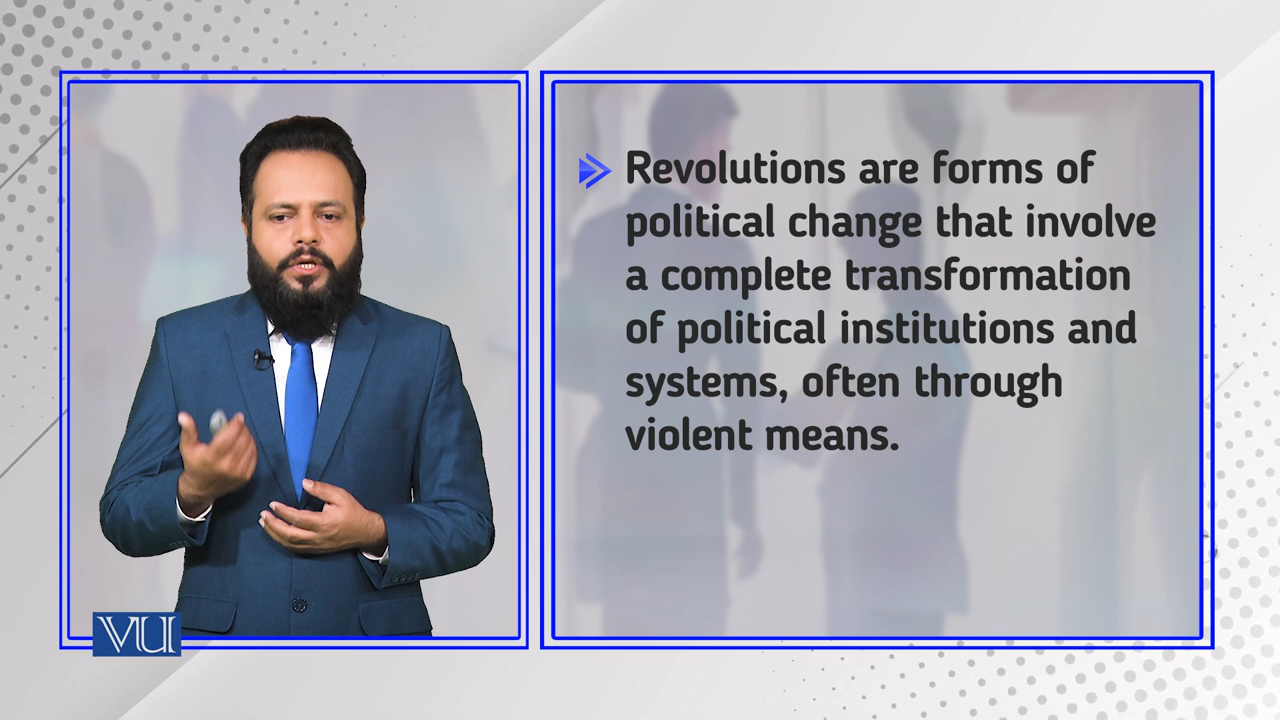 Revolutions are forms of
political change that involve
a complete transformation
of political institutions and
systems, often through
violent means.
VU